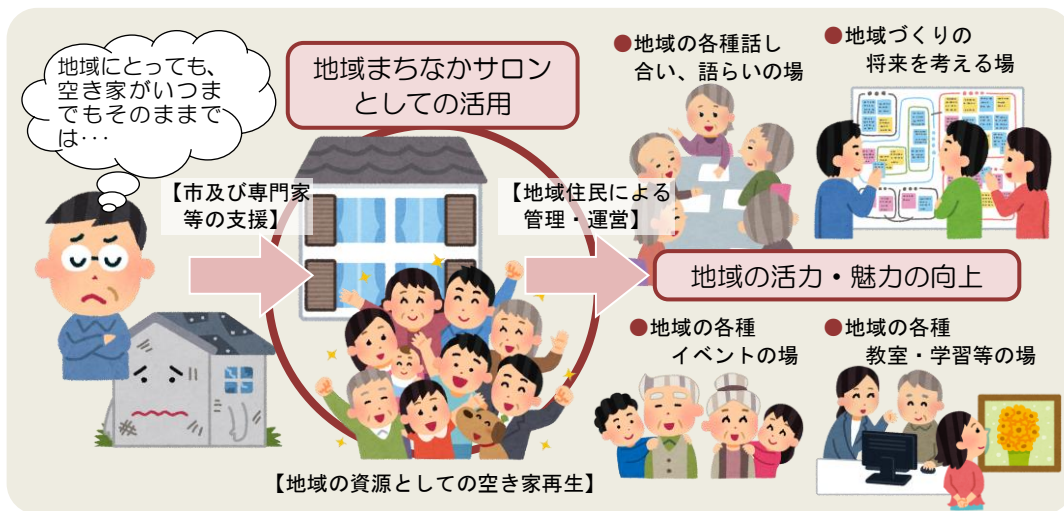 地域にとっても、
空き家がいつま
でもそのままで
は･･･
地域まちなかサロン
としての活用
【市及び専門家
等の支援】
【地域住民による
管理・運営】
【地域の資源としての空き家再生】
●地域の各種話し
合い、語らいの場
●地域づくりの
将来を考える場
地域の活力・魅力の向上
●地域の各種
イベントの場
●地域の各種
教室・学習等の場